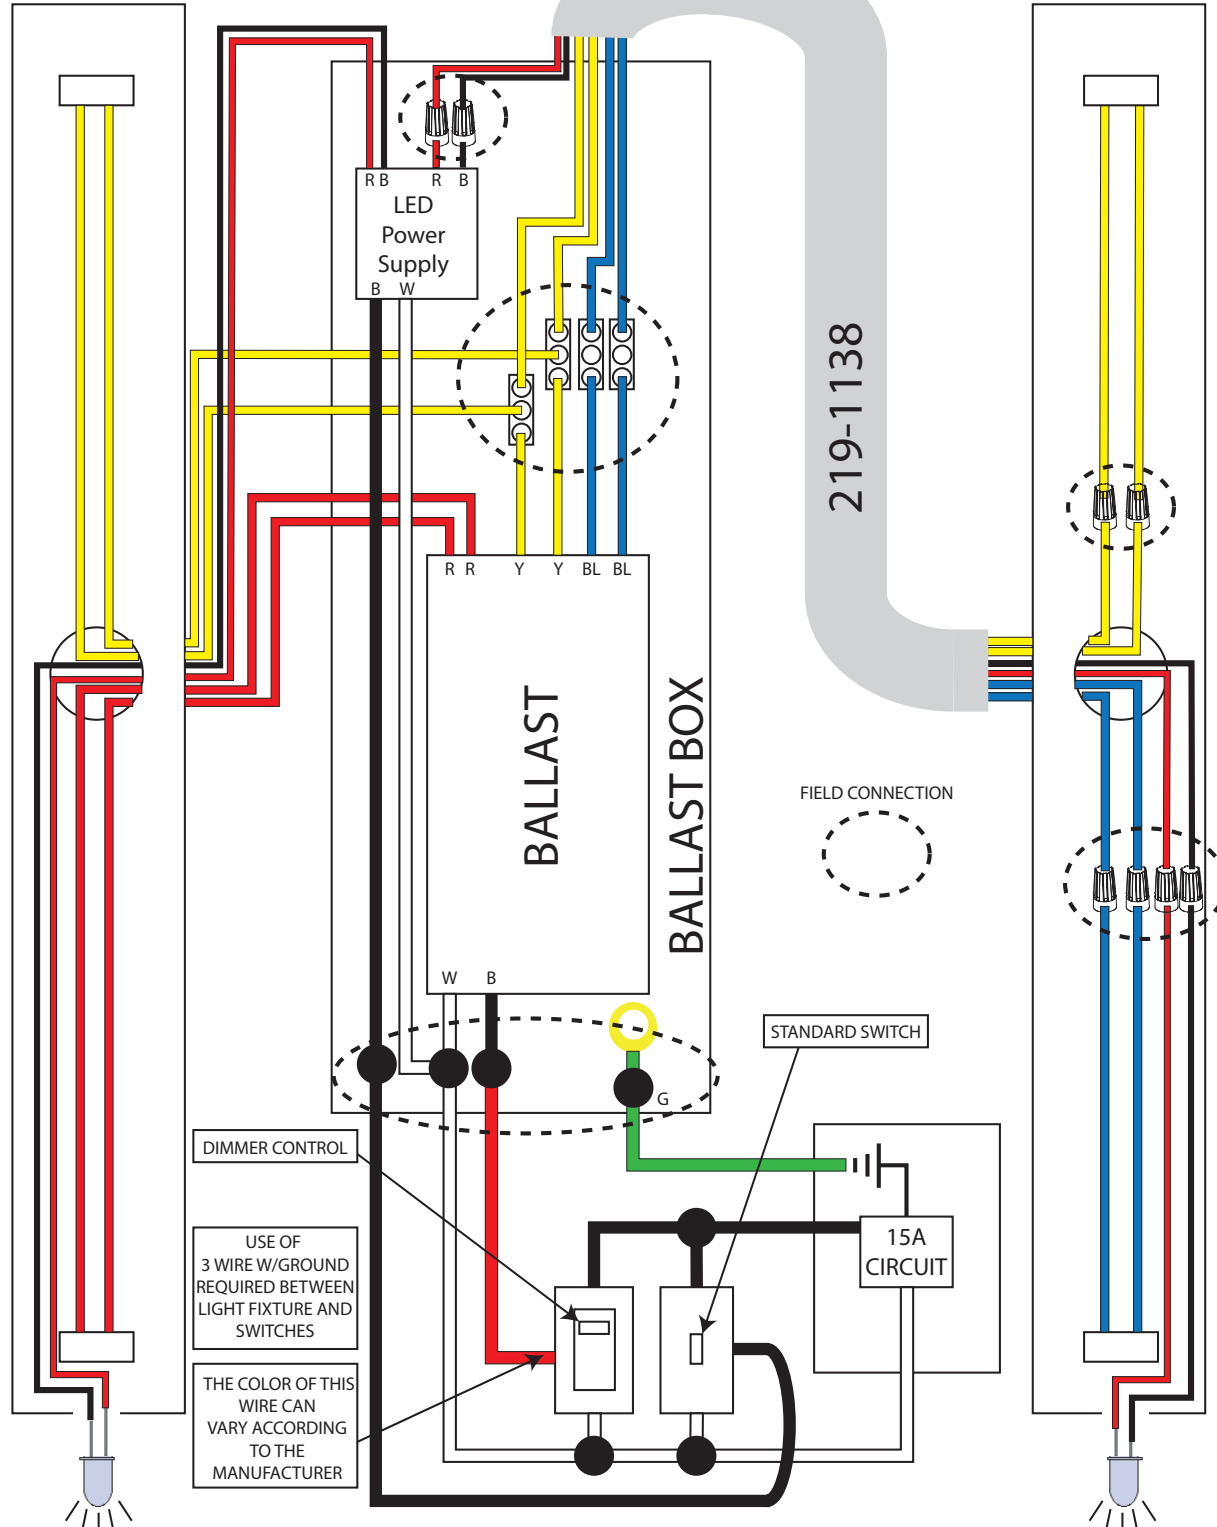 R B
R B
LED
Power
Supply
B W
219-1138
R R Y Y BL BL
BALLAST
BALLAST BOX
FIELD CONNECTION
W B
STANDARD SWITCH
G
DIMMER CONTROL
15A
CIRCUIT
USE OF
3 WIRE W/GROUND
REQUIRED BETWEEN
LIGHT FIXTURE AND
SWITCHES
THE COLOR OF THIS
WIRE CAN
VARY ACCORDING
TO THE
MANUFACTURER